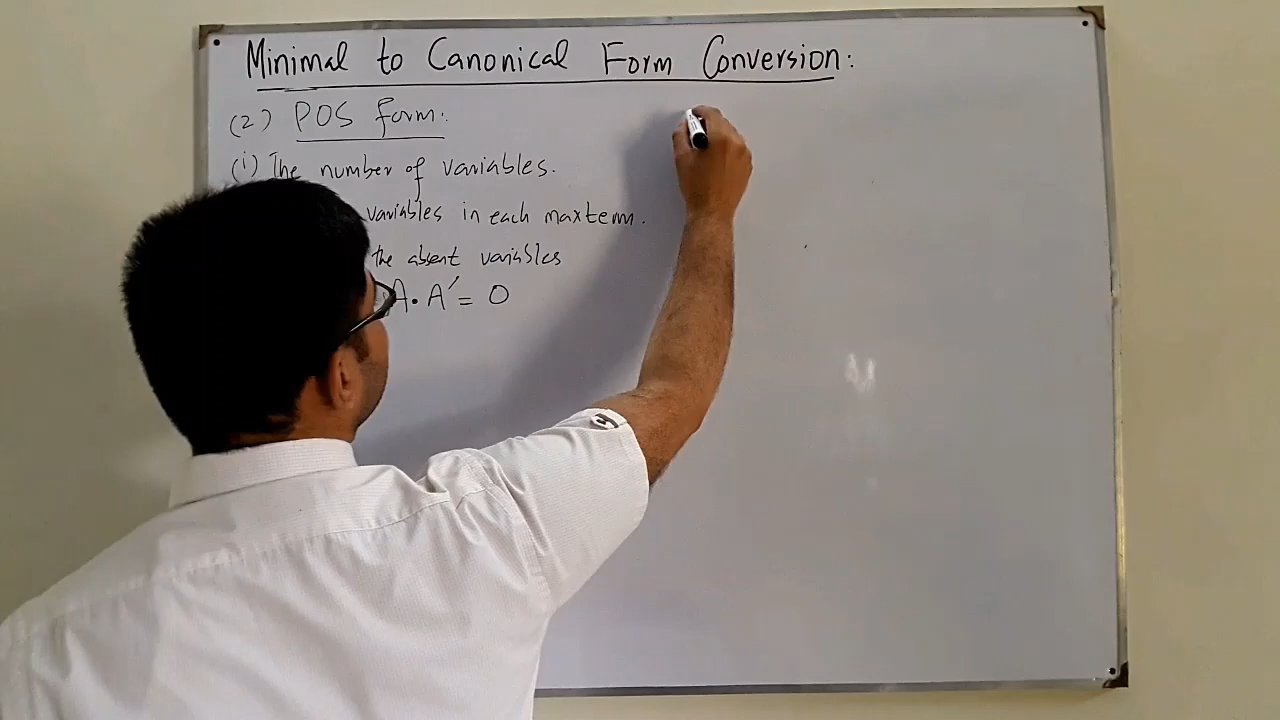 Minimal to Canonical Form Conversion:
(2) POS form:
(i) The number of variables.
variables in each maxterm.
the absent variables
A · A' = 0